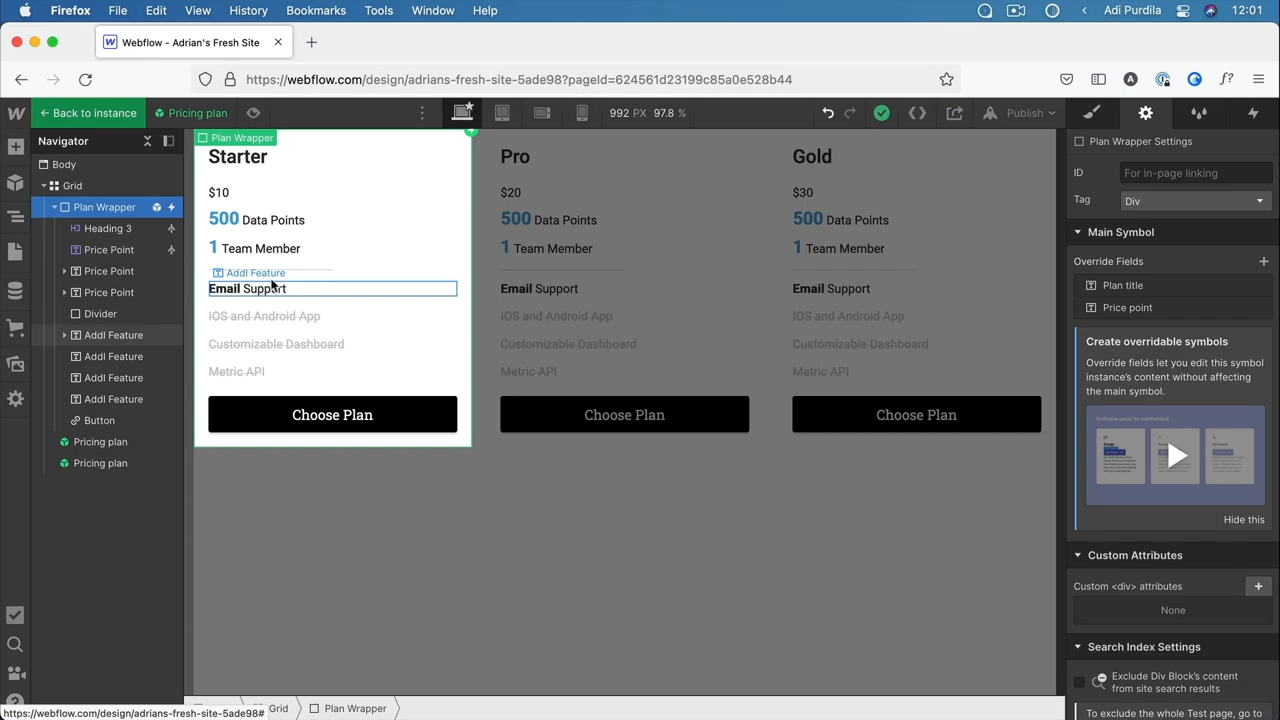 Firefox File Edit View History Bookmarks Tools Window Help Adi Purdila 12:01
Webflow - Adrian's Fresh Site
https://webflow.com/design/adrians-fresh-site-5ade98?pageId=624561d23199c85a0e528b44
Back to instance Pricing plan 992 PX 97.8 % Publish
Navigator
Body
Grid
Plan Wrapper
H3 Heading 3
Price Point
Price Point
Price Point
Divider
Addl Feature
Addl Feature
Addl Feature
Addl Feature
Button
Pricing plan
Pricing plan
Plan Wrapper
Starter
$10
500 Data Points
1 Team Member
Addl Feature
Email Support
IOS and Android App
Customizable Dashboard
Metric API
Choose Plan
Pro
$20
500 Data Points
1 Team Member
Email Support
IOS and Android App
Customizable Dashboard
Metric API
Choose Plan
Gold
$30
500 Data Points
1 Team Member
Email Support
IOS and Android App
Customizable Dashboard
Metric API
Choose Plan
Plan Wrapper Settings
ID For in-page linking
Tag Div
Main Symbol
Override Fields
Plan title
Price point
Create overridable symbols
Override fields let you edit this symbol
instance's content without affecting
the main symbol.
Hide this
Custom Attributes
Custom <div> attributes
None
Search Index Settings
Exclude Div Block's content
from site search results
To exclude the whole Test page, go to
Grid Plan Wrapper
https://webflow.com/design/adrians-fresh-site-5ade98#